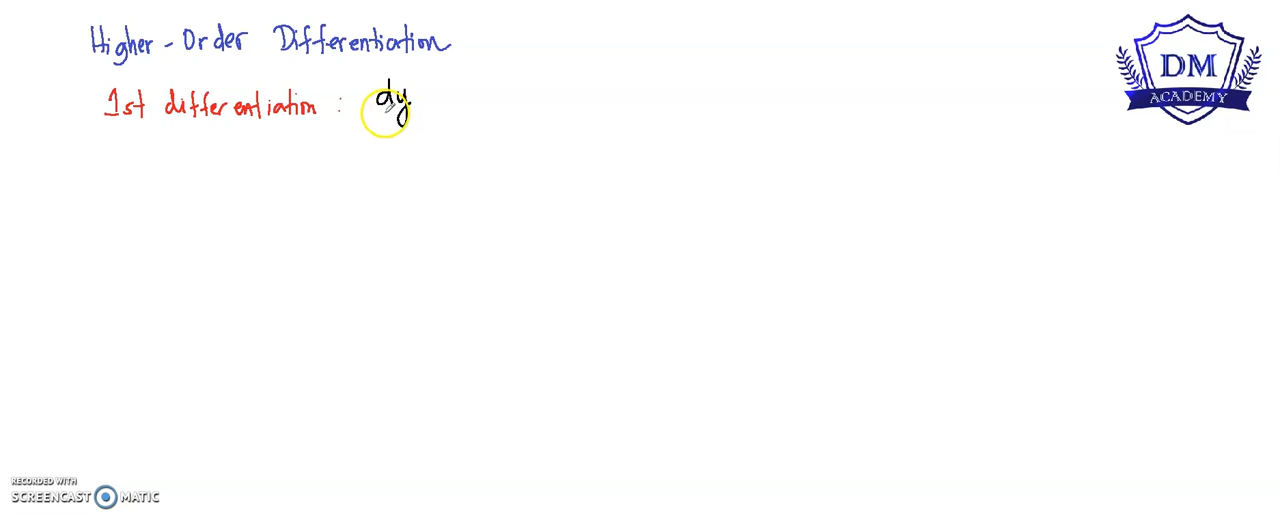 Higher-Order Differentiation
1st differentiation : dy
DM
ACADEMY
RECORDED WITH
SCREENCAST MATIC